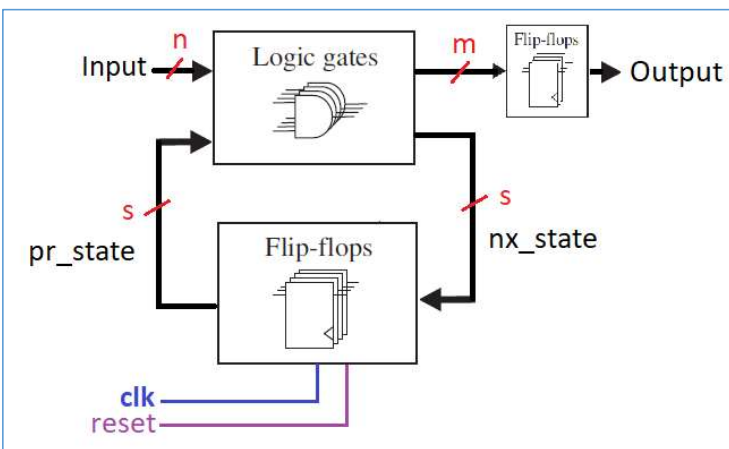 n
Input
Logic gates
m
Flip-flops
Output
s
pr_state
Flip-flops
s
nx_state
clk
reset